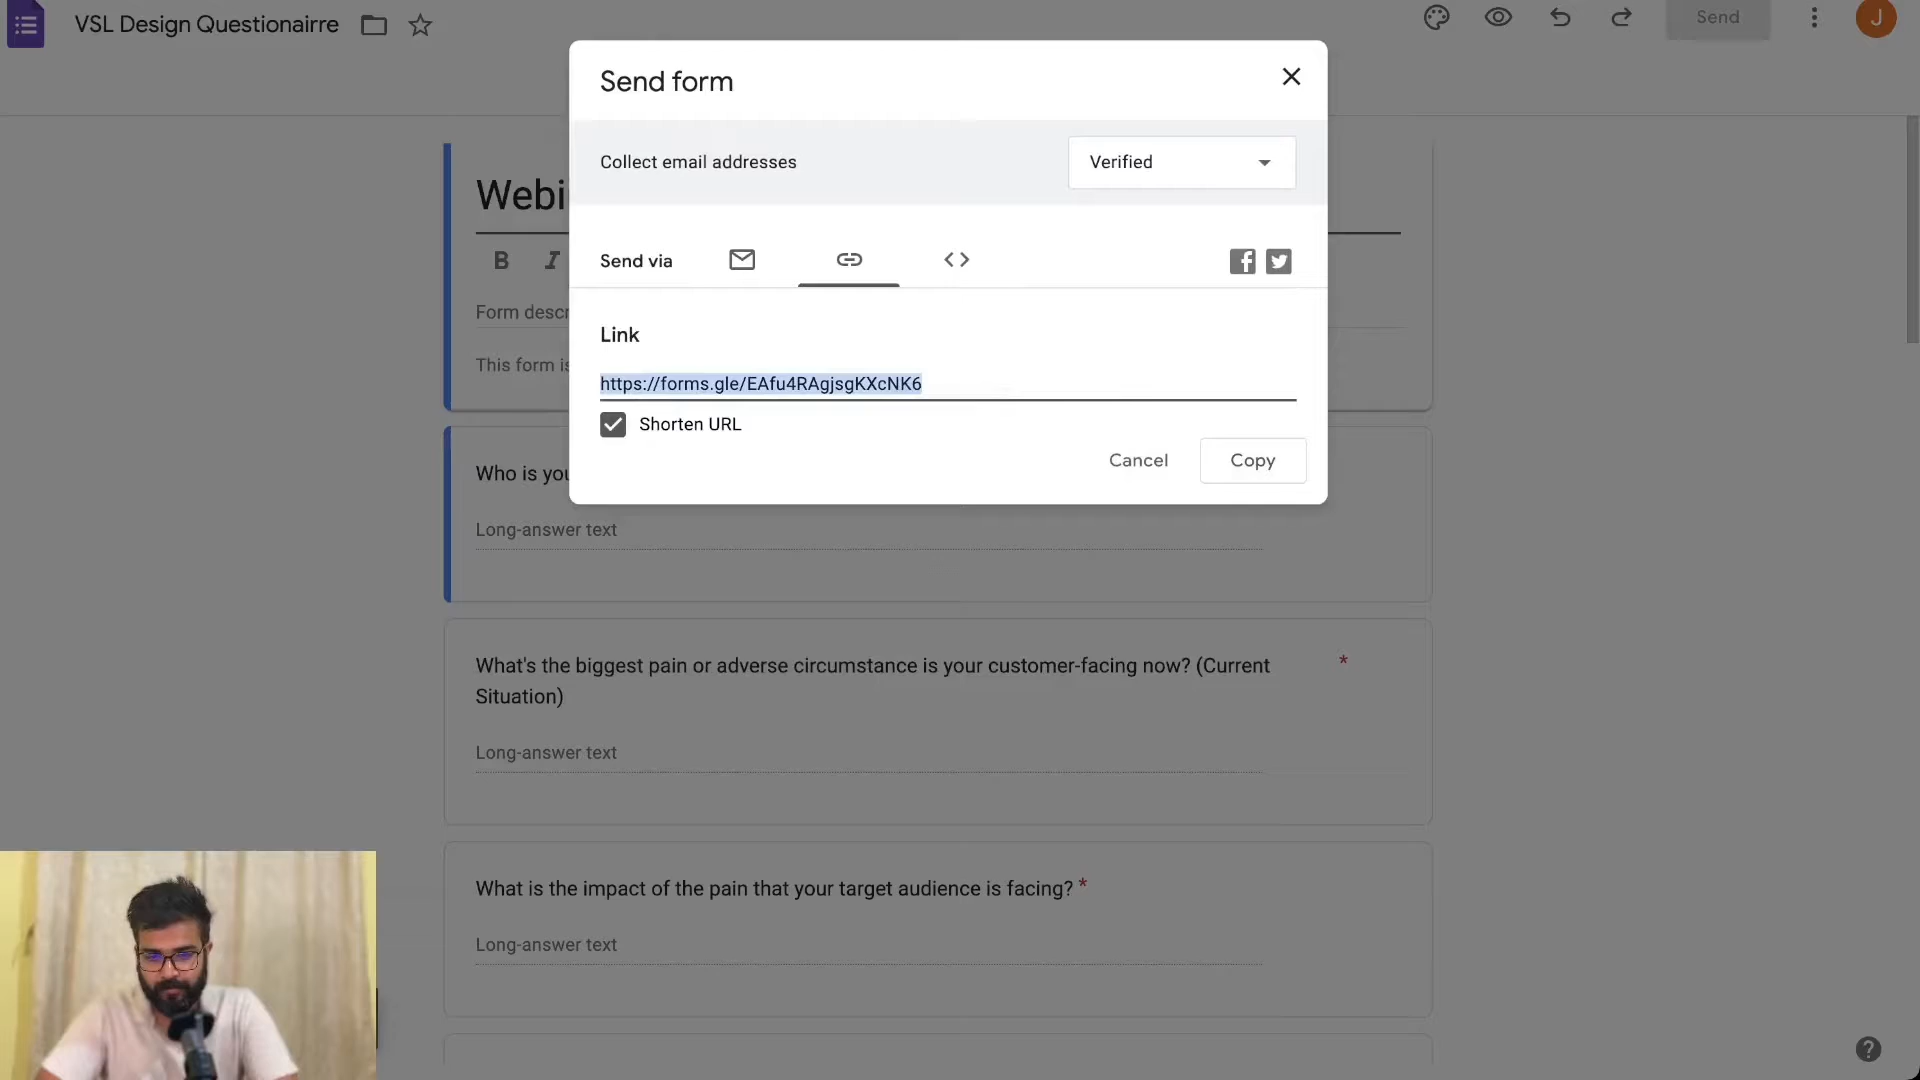 VSL Design Questionairre
Send
J
Send form
Collect email addresses
Verified
Webi
B I
Send via
Form descr
Link
This form is
https://forms.gle/EAfu4RAgjsgKXcNK6
Shorten URL
Cancel
Copy
Who is you
Long-answer text
What's the biggest pain or adverse circumstance is your customer-facing now? (Current *
Situation)
Long-answer text
What is the impact of the pain that your target audience is facing? *
Long-answer text